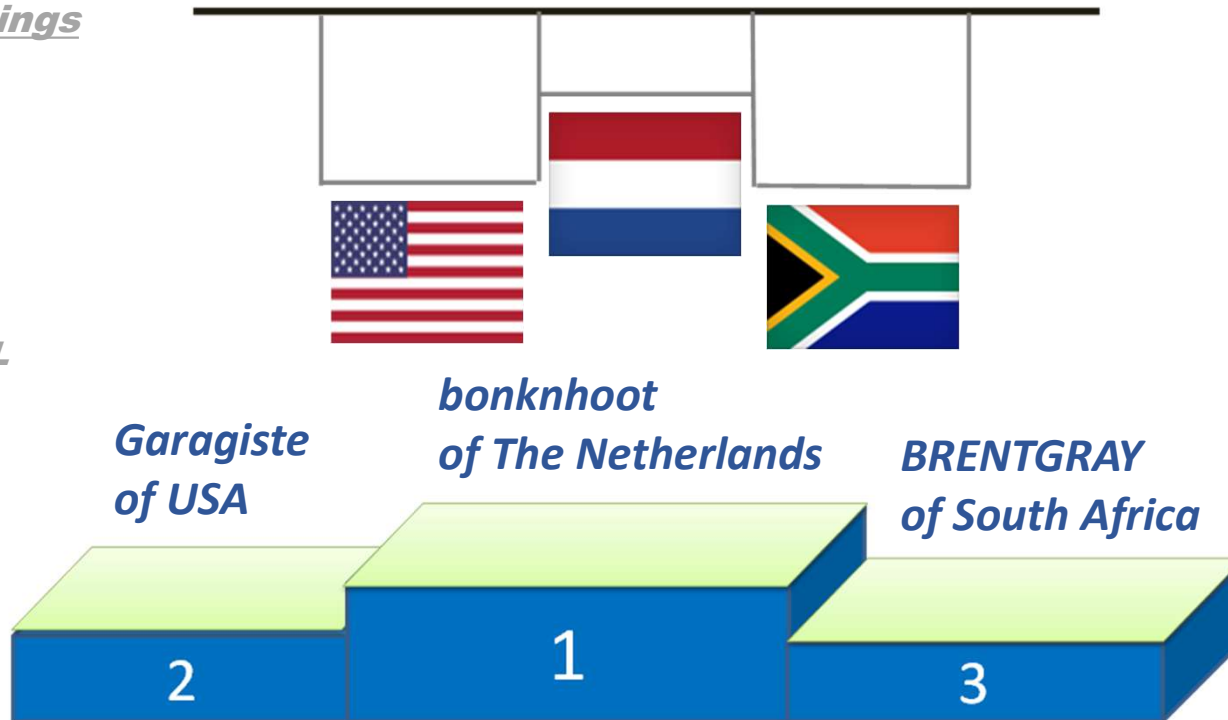 bonknhoot
of The Netherlands
Garagiste
of USA
BRENTGRAY
of South Africa
1
2
3